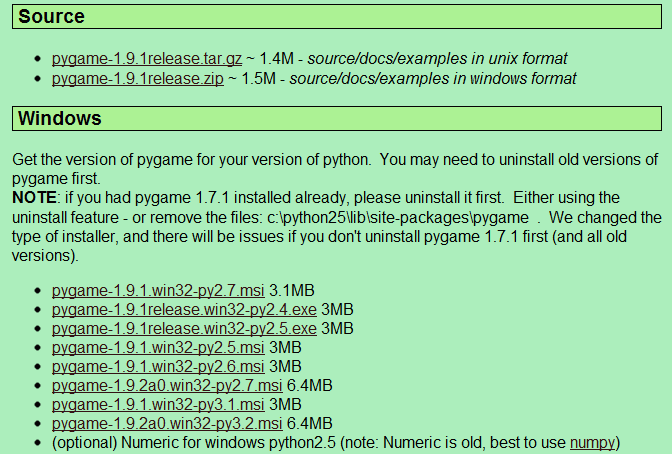 Source
pygame-1.9.1release.tar.gz ~ 1.4M - source/docs/examples in unix format
pygame-1.9.1release.zip ~ 1.5M - source/docs/examples in windows format
Windows
Get the version of pygame for your version of python. You may need to uninstall old versions of
pygame first.
NOTE: if you had pygame 1.7.1 installed already, please uninstall it first. Either using the
uninstall feature - or remove the files: c:\python25\lib\site-packages\pygame . We changed the
type of installer, and there will be issues if you don't uninstall pygame 1.7.1 first (and all old
versions).
pygame-1.9.1.win32-py2.7.msi 3.1MB
pygame-1.9.1release.win32-py2.4.exe 3MB
pygame-1.9.1release.win32-py2.5.exe 3MB
pygame-1.9.1.win32-py2.5.msi 3MB
pygame-1.9.1.win32-py2.6.msi 3MB
pygame-1.9.2a0.win32-py2.7.msi 6.4MB
pygame-1.9.1.win32-py3.1.msi 3MB
pygame-1.9.2a0.win32-py3.2.msi 6.4MB
(optional) Numeric for windows python2.5 (note: Numeric is old, best to use numpy)